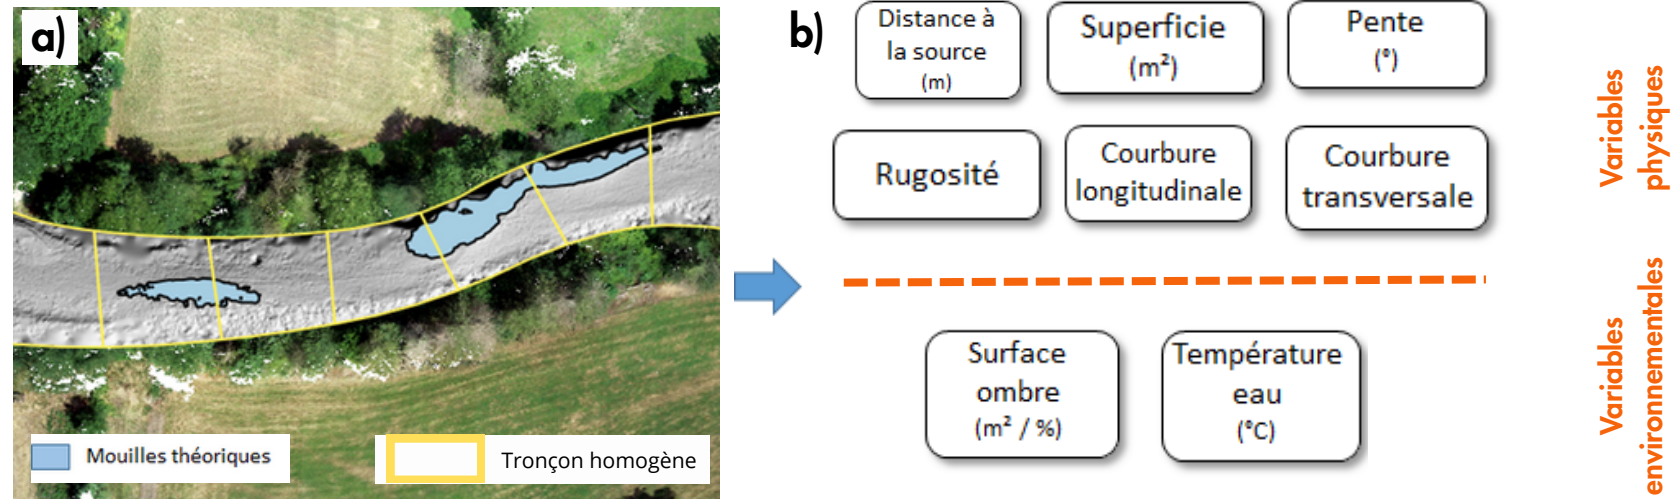 a)
Mouilles théoriques
Tronçon homogène
b)
Distance à
la source
(m)
Superficie
(m²)
Pente
(°)
Rugosité
Courbure
longitudinale
Courbure
transversale
Variables
physiques
Surface
ombre
(m² / %)
Température
eau
(°C)
Variables
environnementales